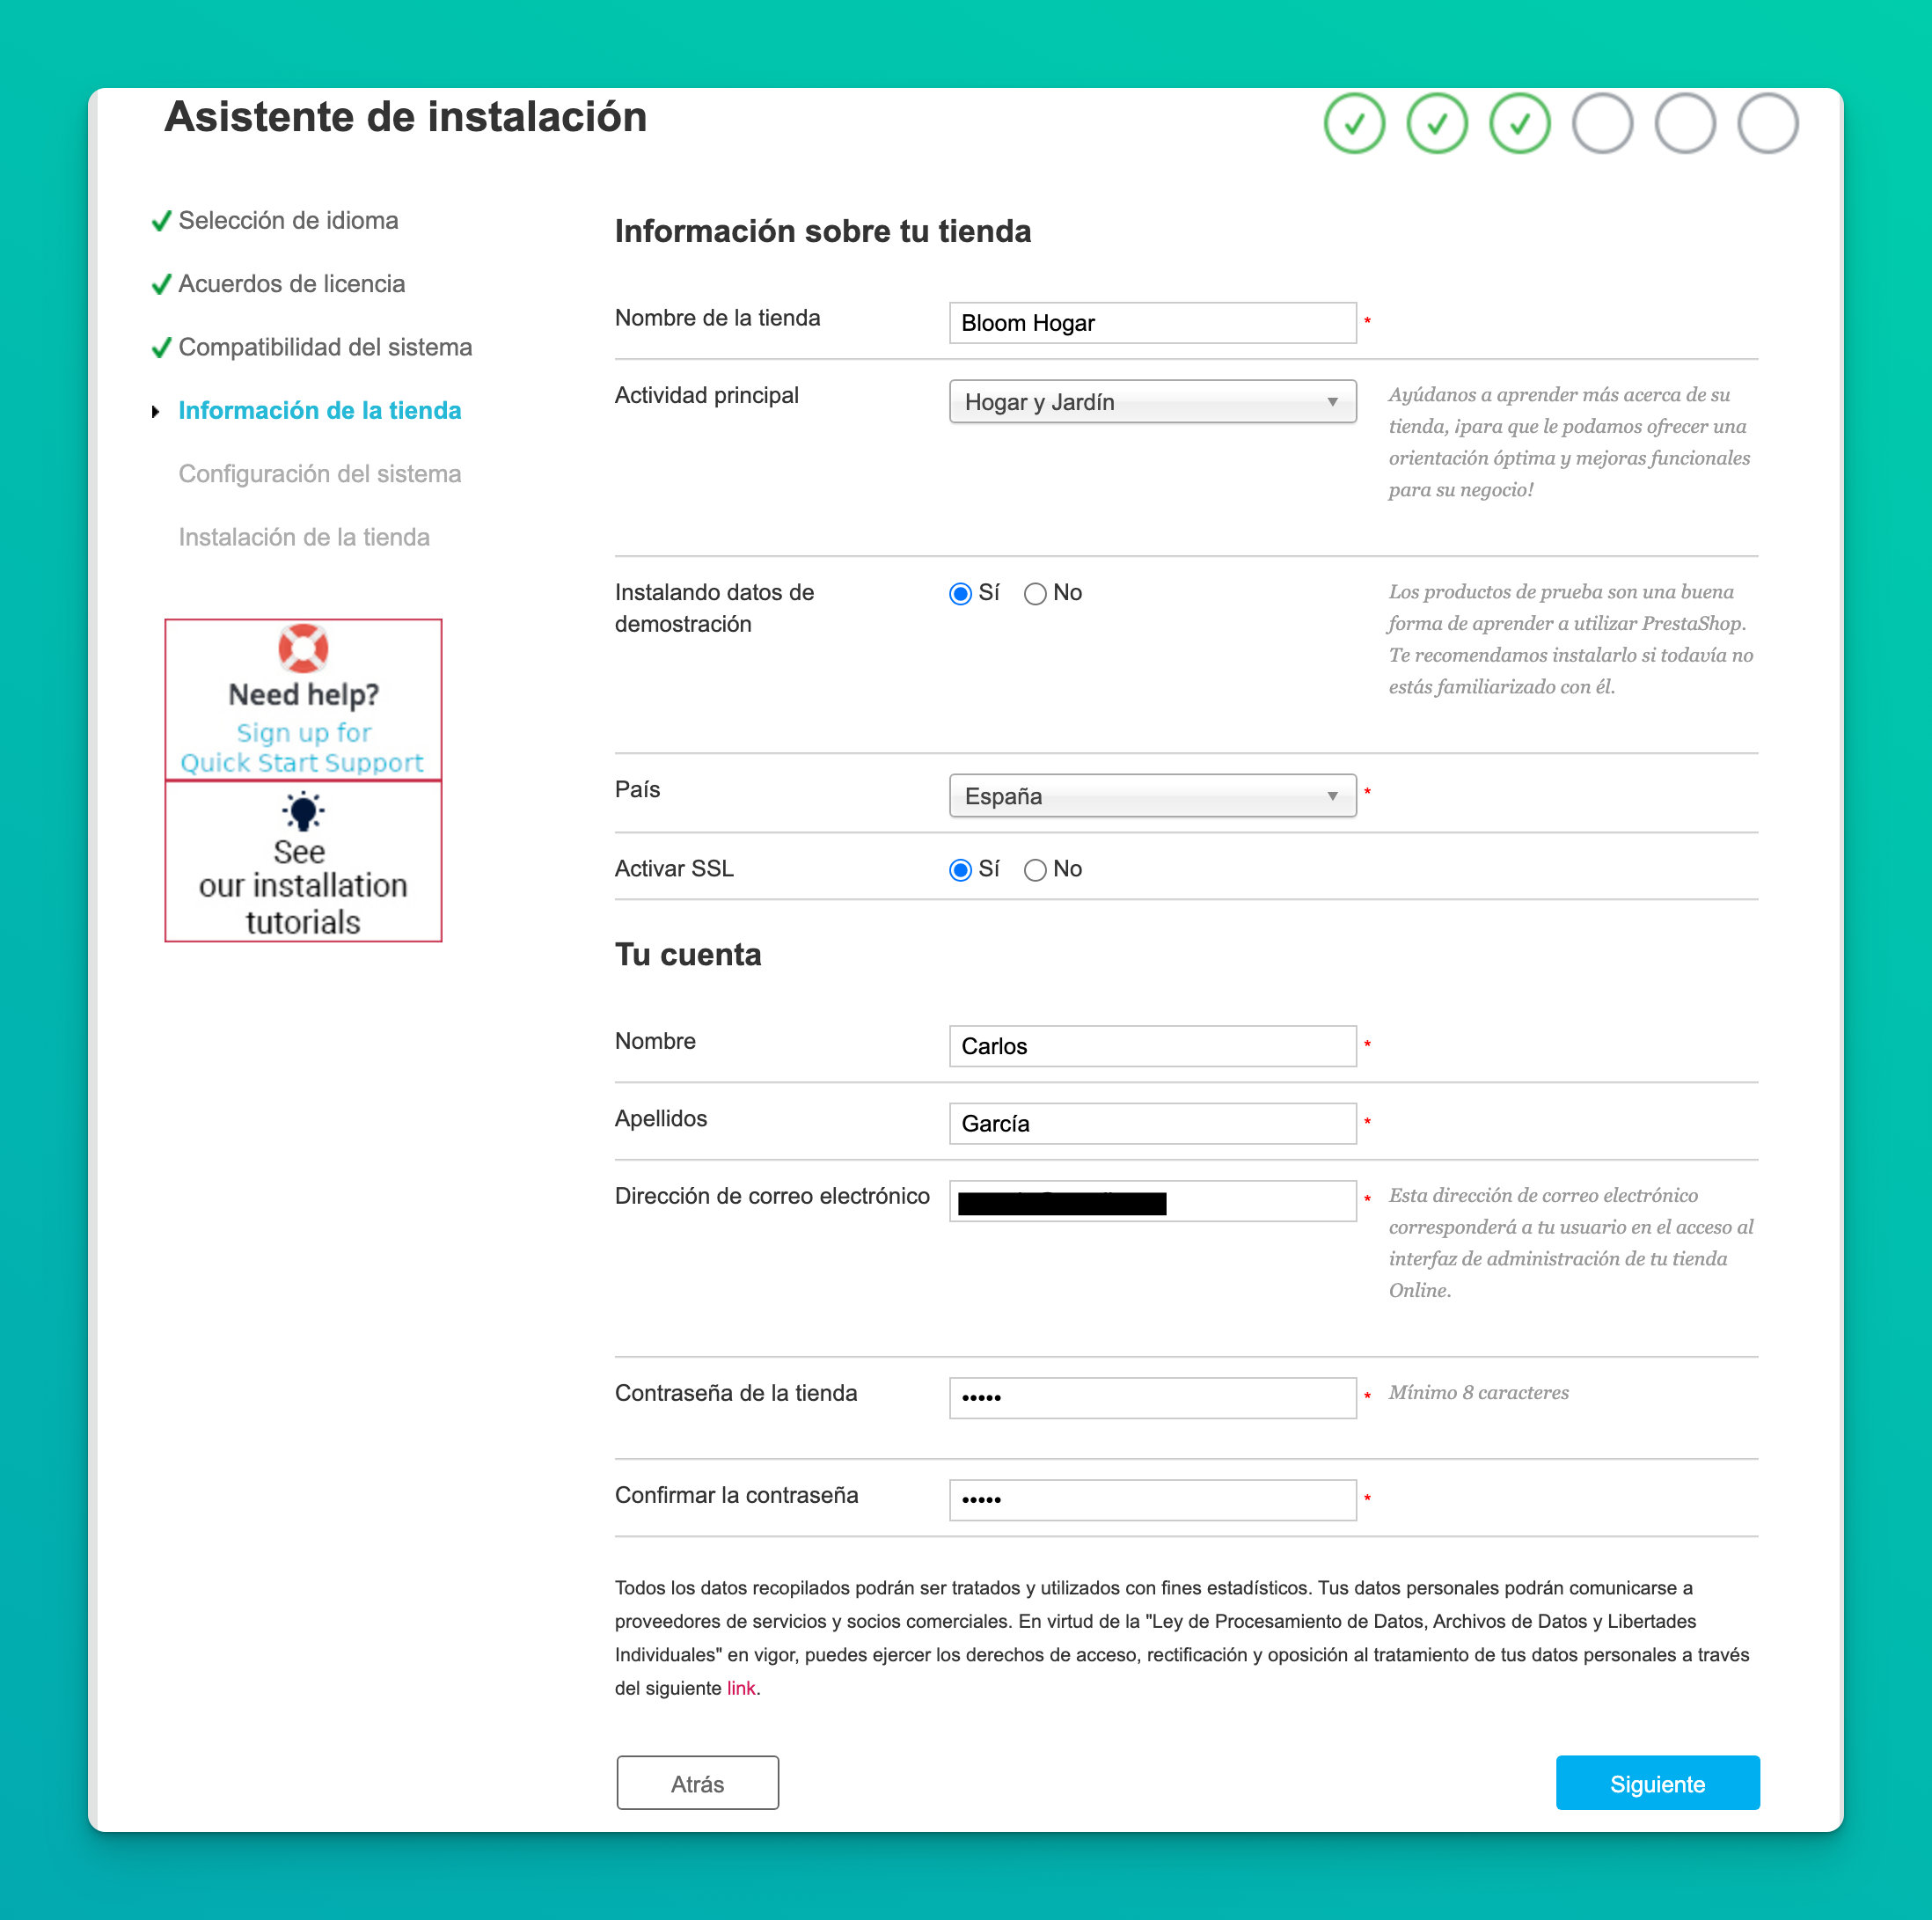 Asistente de instalación
Selección de idioma
Acuerdos de licencia
Compatibilidad del sistema
Información de la tienda
Configuración del sistema
Instalación de la tienda
Need help?
Sign up for
Quick Start Support
See
our installation
tutorials
Información sobre tu tienda
Nombre de la tienda
Bloom Hogar
*
Actividad principal
Hogar y Jardín
Ayúdanos a aprender más acerca de su
tienda, ¡para que le podamos ofrecer una
orientación óptima y mejoras funcionales
para su negocio!
Instalando datos de
demostración
Sí No
Los productos de prueba son una buena
forma de aprender a utilizar PrestaShop.
Te recomendamos instalarlo si todavía no
estás familiarizado con él.
País
España
*
Activar SSL
Sí No
Tu cuenta
Nombre
Carlos
*
Apellidos
García
*
Dirección de correo electrónico
*
Esta dirección de correo electrónico
corresponderá a tu usuario en el acceso al
interfaz de administración de tu tienda
Online.
Contraseña de la tienda
•••••
*
Mínimo 8 caracteres
Confirmar la contraseña
•••••
*
Todos los datos recopilados podrán ser tratados y utilizados con fines estadísticos. Tus datos personales podrán comunicarse a
proveedores de servicios y socios comerciales. En virtud de la "Ley de Procesamiento de Datos, Archivos de Datos y Libertades
Individuales" en vigor, puedes ejercer los derechos de acceso, rectificación y oposición al tratamiento de tus datos personales a través
del siguiente link.
Atrás
Siguiente